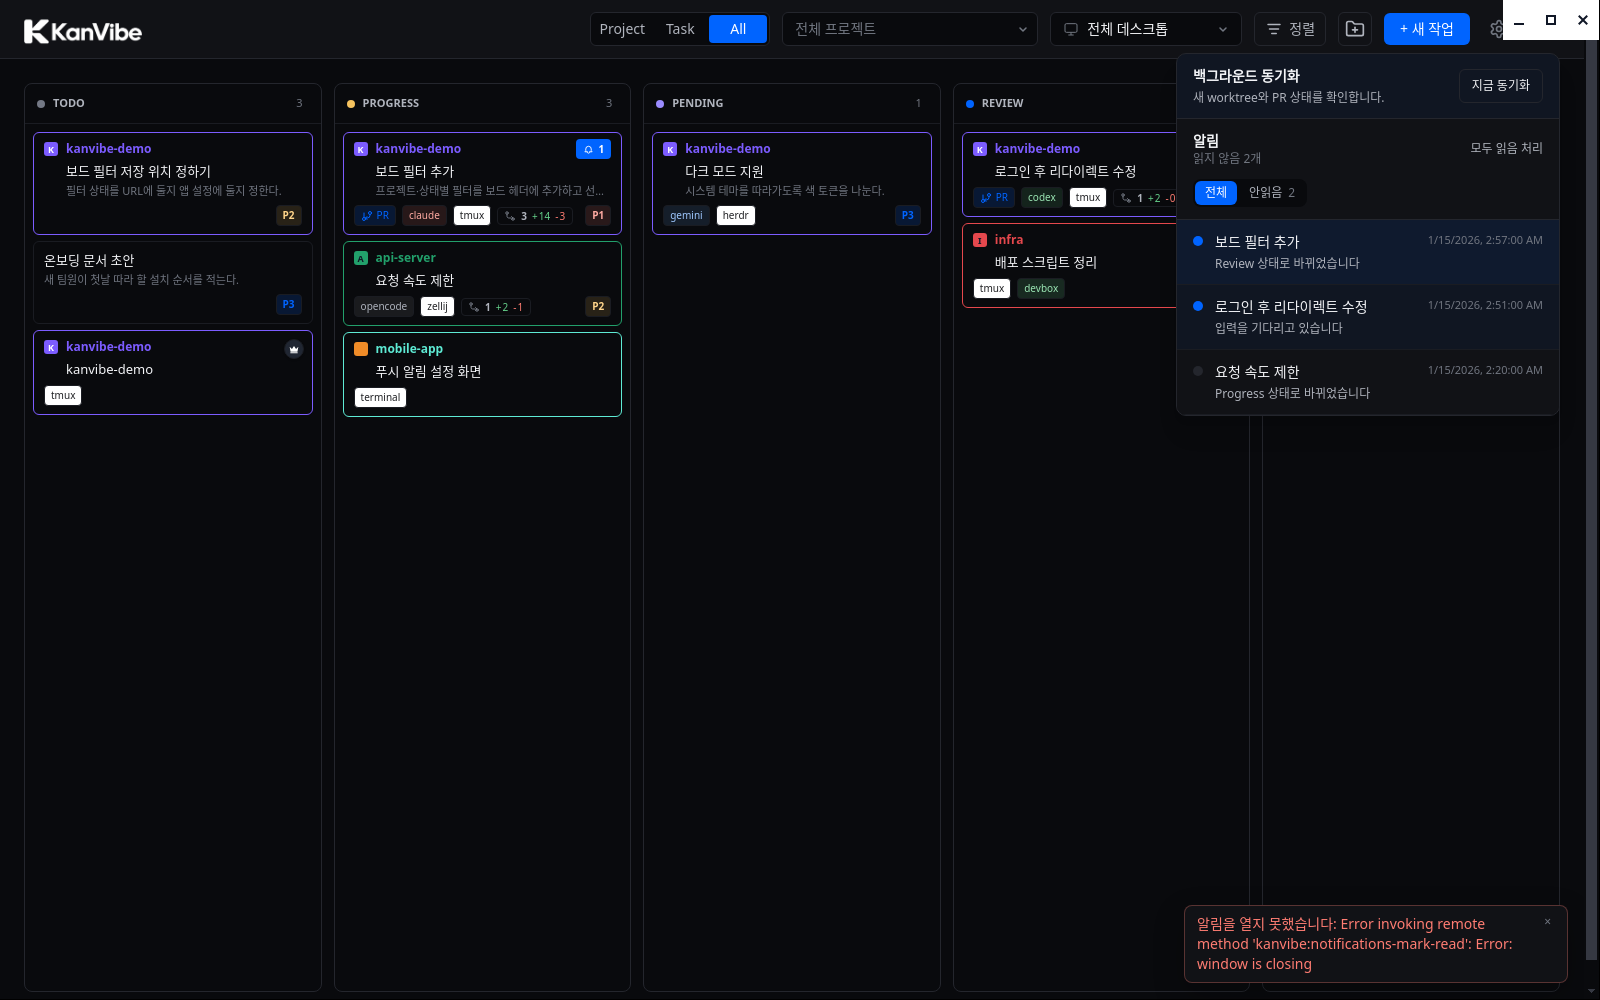 KanVibe
Project Task All
전체 프로젝트
전체 데스크톱
정렬
+ 새 작업
TODO 3
K kanvibe-demo
보드 필터 저장 위치 정하기
필터 상태를 URL에 둘지 앱 설정에 둘지 정한다.
P2
온보딩 문서 초안
새 팀원이 첫날 따라 할 설치 순서를 적는다.
P3
K kanvibe-demo
kanvibe-demo
tmux
PROGRESS 3
K kanvibe-demo 1
보드 필터 추가
프로젝트·상태별 필터를 보드 헤더에 추가하고 선...
PR claude tmux 3 +14 -3 P1
A api-server
요청 속도 제한
opencode zellij 1 +2 -1 P2
mobile-app
푸시 알림 설정 화면
terminal
PENDING 1
K kanvibe-demo
다크 모드 지원
시스템 테마를 따라가도록 색 토큰을 나눈다.
gemini herdr P3
REVIEW
K kanvibe-demo
로그인 후 리다이렉트 수정
PR codex tmux 1 +2 -0
I infra
배포 스크립트 정리
tmux devbox
백그라운드 동기화
새 worktree와 PR 상태를 확인합니다.
지금 동기화
알림
읽지 않음 2개
모두 읽음 처리
전체 안읽음 2
보드 필터 추가 1/15/2026, 2:57:00 AM
Review 상태로 바뀌었습니다
로그인 후 리다이렉트 수정 1/15/2026, 2:51:00 AM
입력을 기다리고 있습니다
요청 속도 제한 1/15/2026, 2:20:00 AM
Progress 상태로 바뀌었습니다
알림을 열지 못했습니다: Error invoking remote
method 'kanvibe:notifications-mark-read': Error:
window is closing